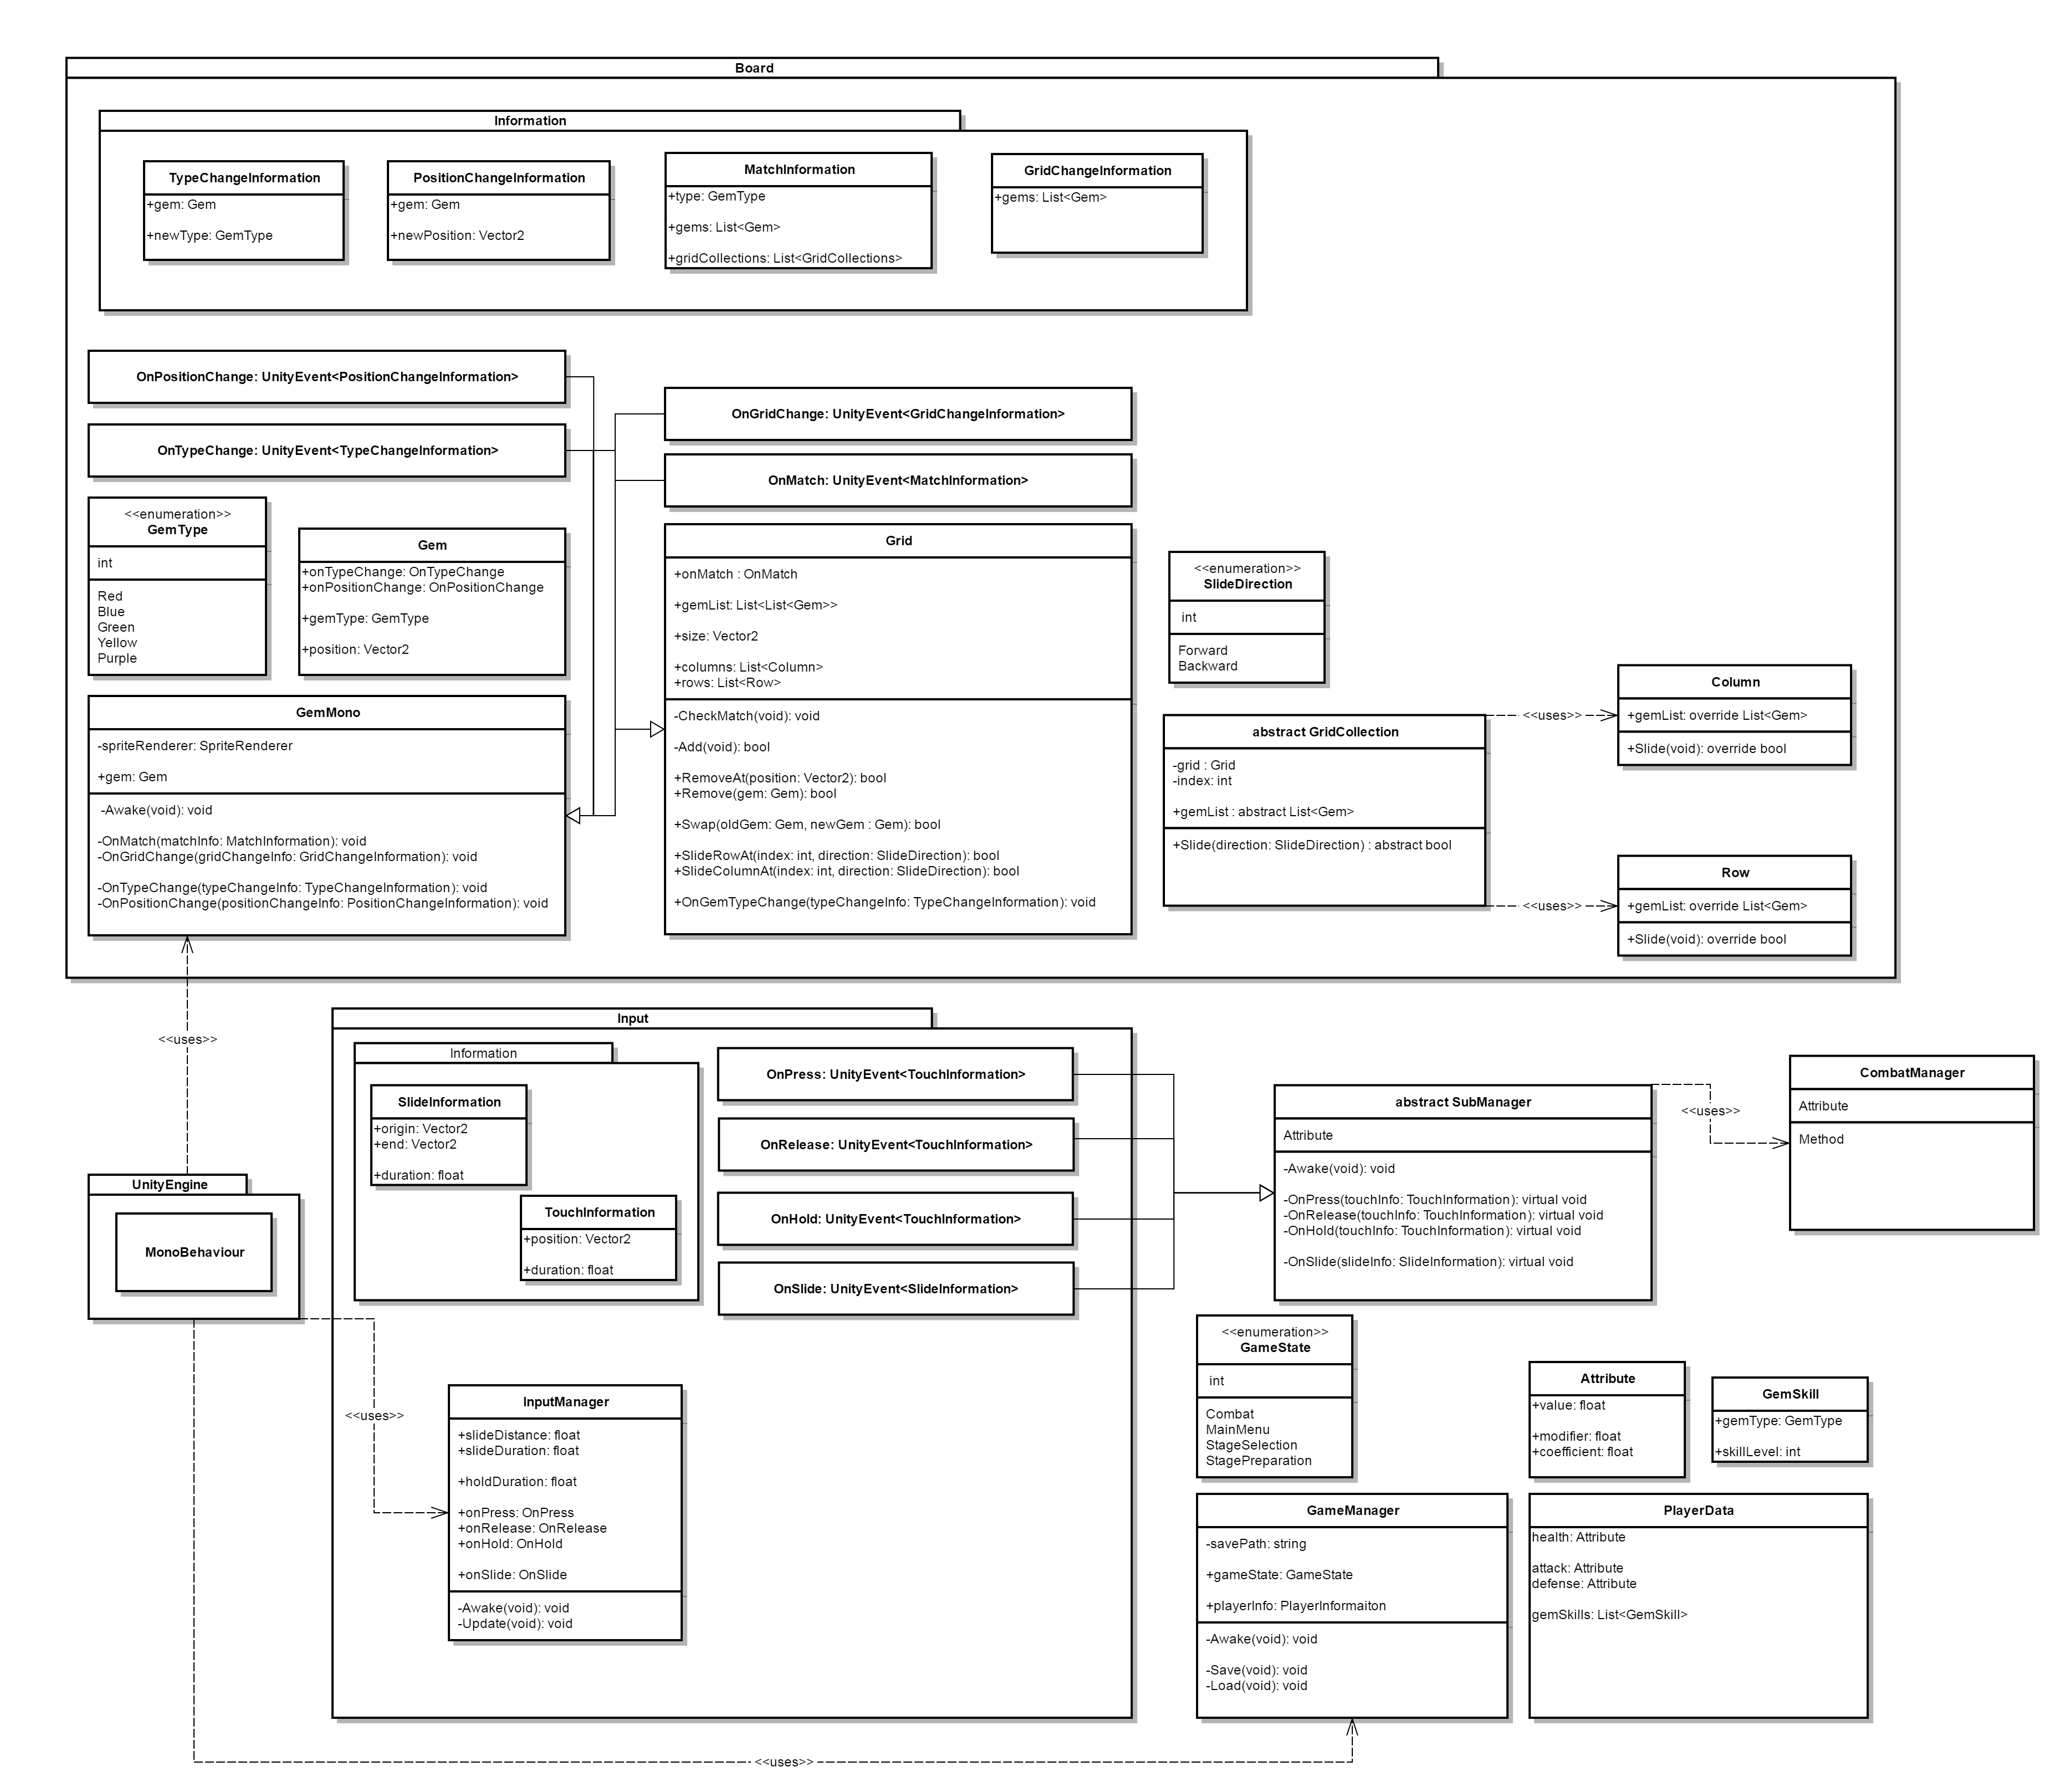 Board
Information
TypeChangeInformation
+gem: Gem
+newType: GemType
PositionChangeInformation
+gem: Gem
+newPosition: Vector2
MatchInformation
+type: GemType
+gems: List<Gem>
+gridCollections: List<GridCollections>
GridChangeInformation
+gems: List<Gem>
OnPositionChange: UnityEvent<PositionChangeInformation>
OnTypeChange: UnityEvent<TypeChangeInformation>
OnGridChange: UnityEvent<GridChangeInformation>
OnMatch: UnityEvent<MatchInformation>
<<enumeration>>
GemType
int
Red
Blue
Green
Yellow
Purple
Gem
+onTypeChange: OnTypeChange
+onPositionChange: OnPositionChange
+gemType: GemType
+position: Vector2
GemMono
-spriteRenderer: SpriteRenderer
+gem: Gem
-Awake(void): void
-OnMatch(matchInfo: MatchInformation): void
-OnGridChange(gridChangeInfo: GridChangeInformation): void
-OnTypeChange(typeChangeInfo: TypeChangeInformation): void
-OnPositionChange(positionChangeInfo: PositionChangeInformation): void
Grid
+onMatch : OnMatch
+gemList: List<List<Gem>>
+size: Vector2
+columns: List<Column>
+rows: List<Row>
-CheckMatch(void): void
-Add(void): bool
+RemoveAt(position: Vector2): bool
+Remove(gem: Gem): bool
+Swap(oldGem: Gem, newGem : Gem): bool
+SlideRowAt(index: int, direction: SlideDirection): bool
+SlideColumnAt(index: int, direction: SlideDirection): bool
+OnGemTypeChange(typeChangeInfo: TypeChangeInformation): void
<<enumeration>>
SlideDirection
int
Forward
Backward
abstract GridCollection
-grid : Grid
-index: int
+gemList : abstract List<Gem>
+Slide(direction: SlideDirection) : abstract bool
<<uses>>
<<uses>>
Column
+gemList: override List<Gem>
+Slide(void): override bool
Row
+gemList: override List<Gem>
+Slide(void): override bool
<<uses>>
UnityEngine
MonoBehaviour
<<uses>>
<<uses>>
Input
Information
SlideInformation
+origin: Vector2
+end: Vector2
+duration: float
TouchInformation
+position: Vector2
+duration: float
OnPress: UnityEvent<TouchInformation>
OnRelease: UnityEvent<TouchInformation>
OnHold: UnityEvent<TouchInformation>
OnSlide: UnityEvent<SlideInformation>
InputManager
+slideDistance: float
+slideDuration: float
+holdDuration: float
+onPress: OnPress
+onRelease: OnRelease
+onHold: OnHold
+onSlide: OnSlide
-Awake(void): void
-Update(void): void
abstract SubManager
Attribute
-Awake(void): void
-OnPress(touchInfo: TouchInformation): virtual void
-OnRelease(touchInfo: TouchInformation): virtual void
-OnHold(touchInfo: TouchInformation): virtual void
-OnSlide(slideInfo: SlideInformation): virtual void
<<uses>>
CombatManager
Attribute
Method
<<enumeration>>
GameState
int
Combat
MainMenu
StageSelection
StagePreparation
Attribute
+value: float
+modifier: float
+coefficient: float
GemSkill
+gemType: GemType
+skillLevel: int
GameManager
-savePath: string
+gameState: GameState
+playerInfo: PlayerInformaiton
-Awake(void): void
-Save(void): void
-Load(void): void
PlayerData
health: Attribute
attack: Attribute
defense: Attribute
gemSkills: List<GemSkill>